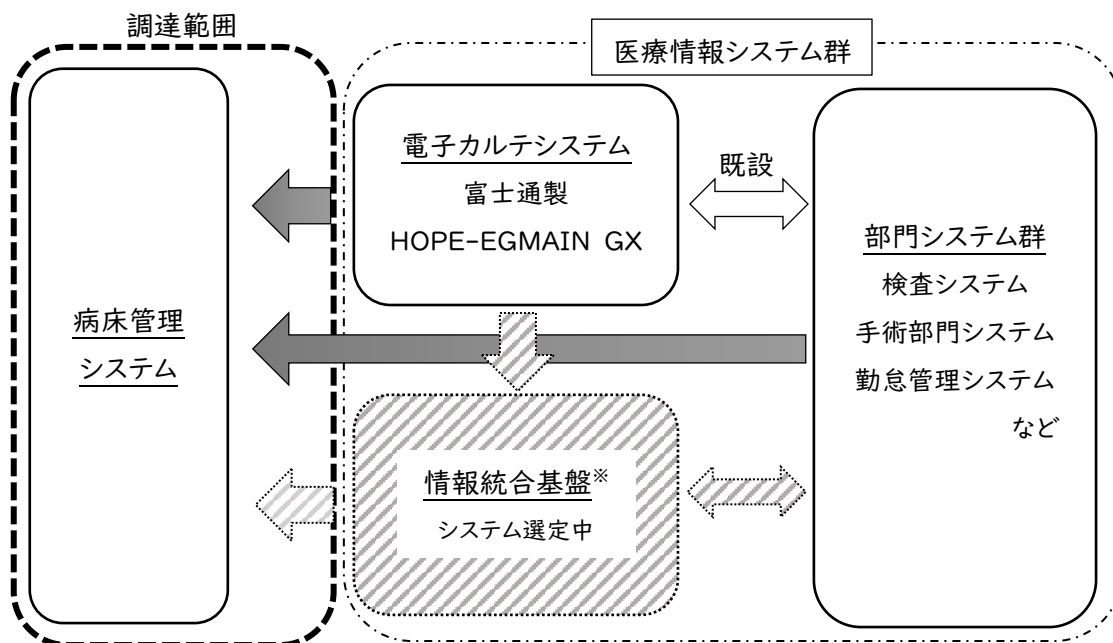 調達範囲
医療情報システム群
病床管理
システム
電子カルテシステム
富士通製
HOPE-EGMAIN GX
既設
部門システム群
検査システム
手術部門システム
勤怠管理システム
など
情報統合基盤※
システム選定中